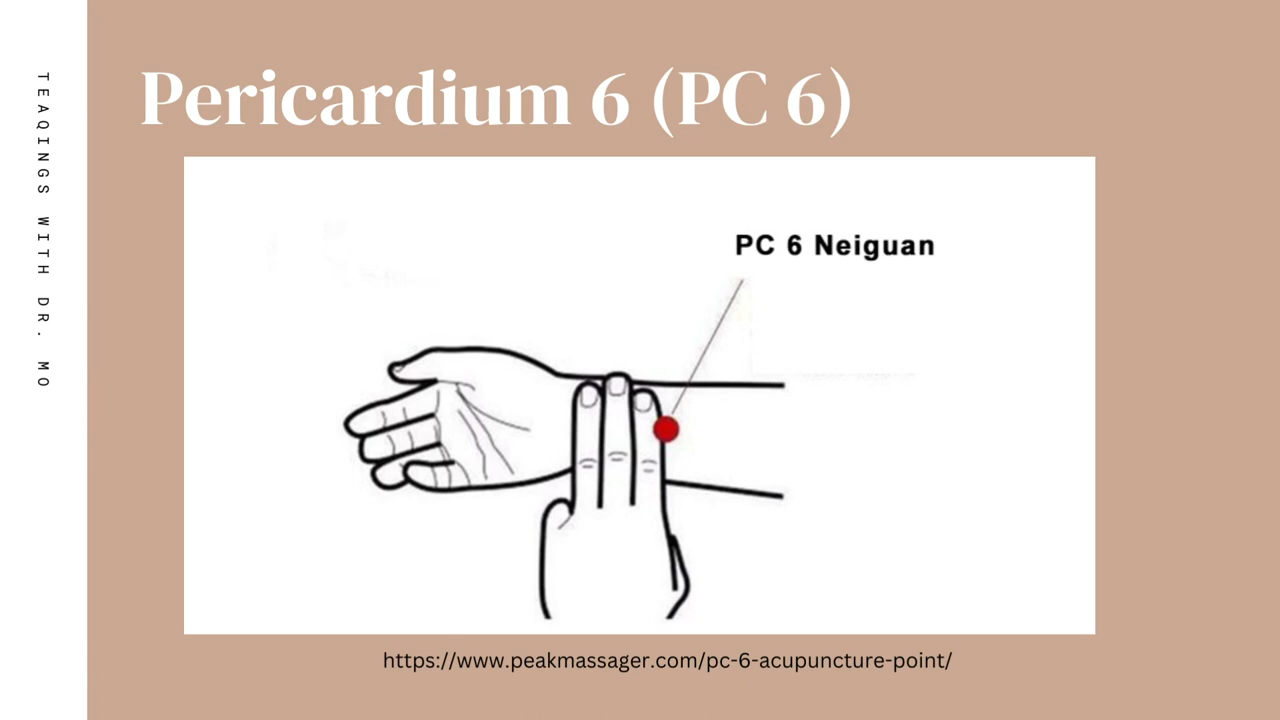 TEAQINGS WITH DR. MO
Pericardium 6 (PC 6)
PC 6 Neiguan
https://www.peakmassager.com/pc-6-acupuncture-point/